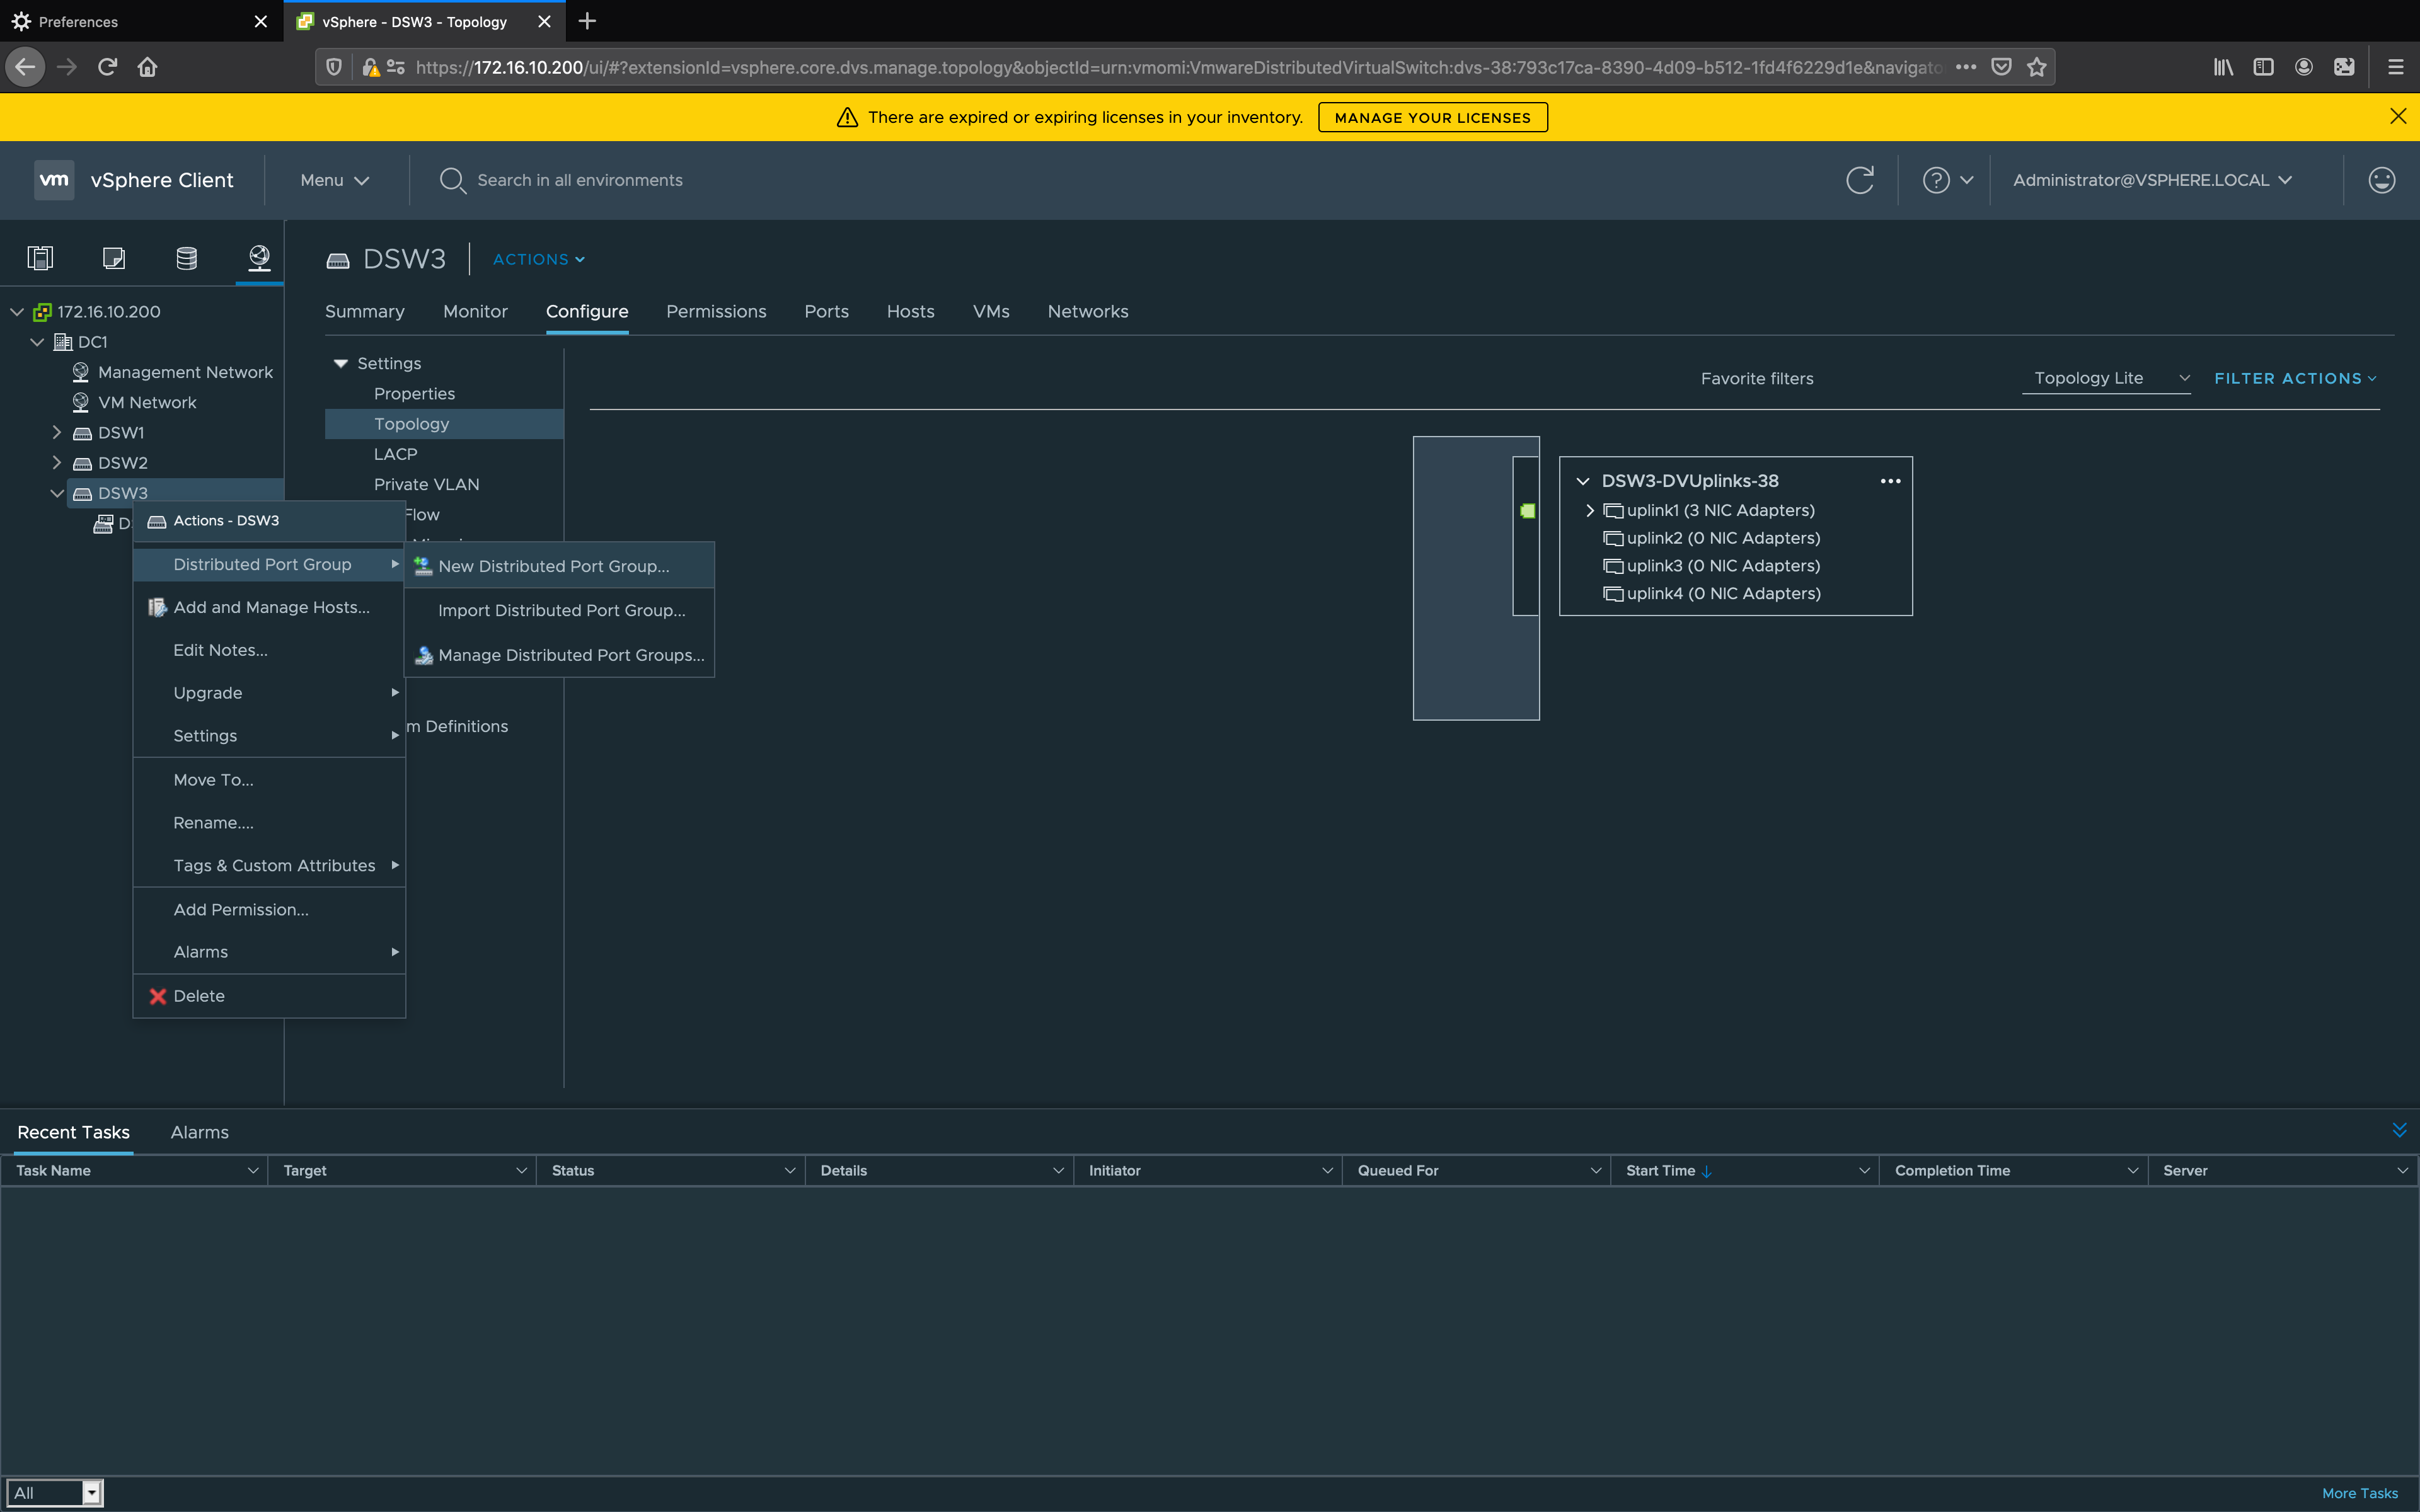 Preferences
vSphere - DSW3 - Topology
https://172.16.10.200/ui/#?extensionId=vsphere.core.dvs.manage.topology&objectId=urn:vmomi:VmwareDistributedVirtualSwitch:dvs-38:793c17ca-8390-4d09-b512-1fd4f6229d1e&navigato
There are expired or expiring licenses in your inventory. MANAGE YOUR LICENSES
vm vSphere Client Menu Search in all environments Administrator@VSPHERE.LOCAL
DSW3 ACTIONS
Summary Monitor Configure Permissions Ports Hosts VMs Networks
172.16.10.200
DC1
Management Network
VM Network
DSW1
DSW2
DSW3
D
Actions - DSW3
Distributed Port Group
Add and Manage Hosts...
Edit Notes...
Upgrade
Settings
Move To...
Rename....
Tags & Custom Attributes
Add Permission...
Alarms
Delete
New Distributed Port Group...
Import Distributed Port Group...
Manage Distributed Port Groups...
Settings
Properties
Topology
LACP
Private VLAN
Flow
m Definitions
Favorite filters Topology Lite FILTER ACTIONS
DSW3-DVUplinks-38
uplink1 (3 NIC Adapters)
uplink2 (0 NIC Adapters)
uplink3 (0 NIC Adapters)
uplink4 (0 NIC Adapters)
Recent Tasks Alarms
Task Name Target Status Details Initiator Queued For Start Time Completion Time Server
All
More Tasks